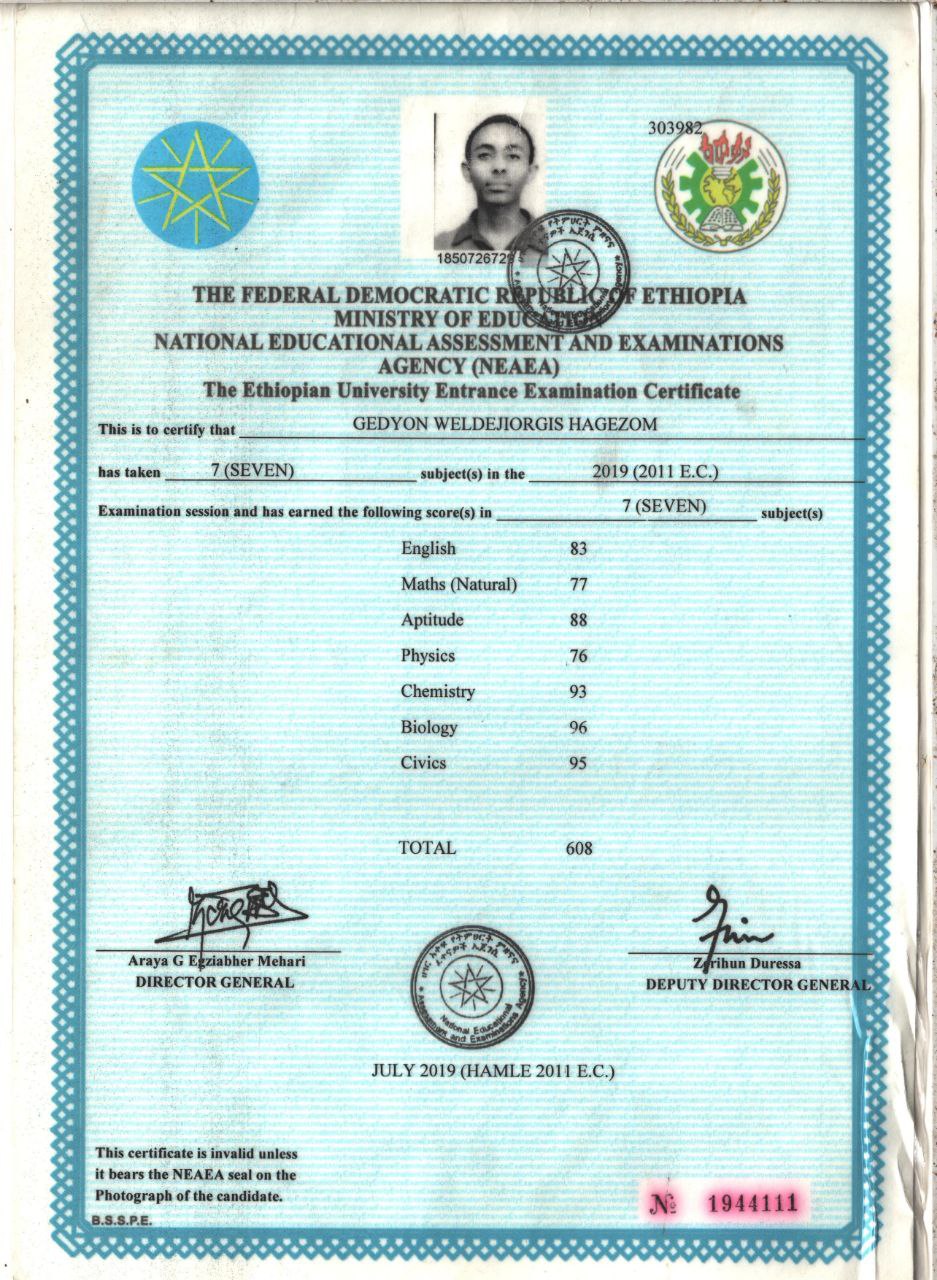 303982
1850726729
THE FEDERAL DEMOCRATIC REPUBLIC OF ETHIOPIA
MINISTRY OF EDUCATION
NATIONAL EDUCATIONAL ASSESSMENT AND EXAMINATIONS
AGENCY (NEAEA)
The Ethiopian University Entrance Examination Certificate
This is to certify that GEDYON WELDEJIORGIS HAGEZOM
has taken 7 (SEVEN) subject(s) in the 2019 (2011 E.C.)
Examination session and has earned the following score(s) in 7 (SEVEN) subject(s)
English 83
Maths (Natural) 77
Aptitude 88
Physics 76
Chemistry 93
Biology 96
Civics 95
TOTAL 608
Araya G Egziabher Mehari
DIRECTOR GENERAL
Zerihun Duressa
DEPUTY DIRECTOR GENERAL
National Educational
Assessment and Examinations Agency
JULY 2019 (HAMLE 2011 E.C.)
This certificate is invalid unless
it bears the NEAEA seal on the
Photograph of the candidate.
B.S.S.P.E.
№ 1944111